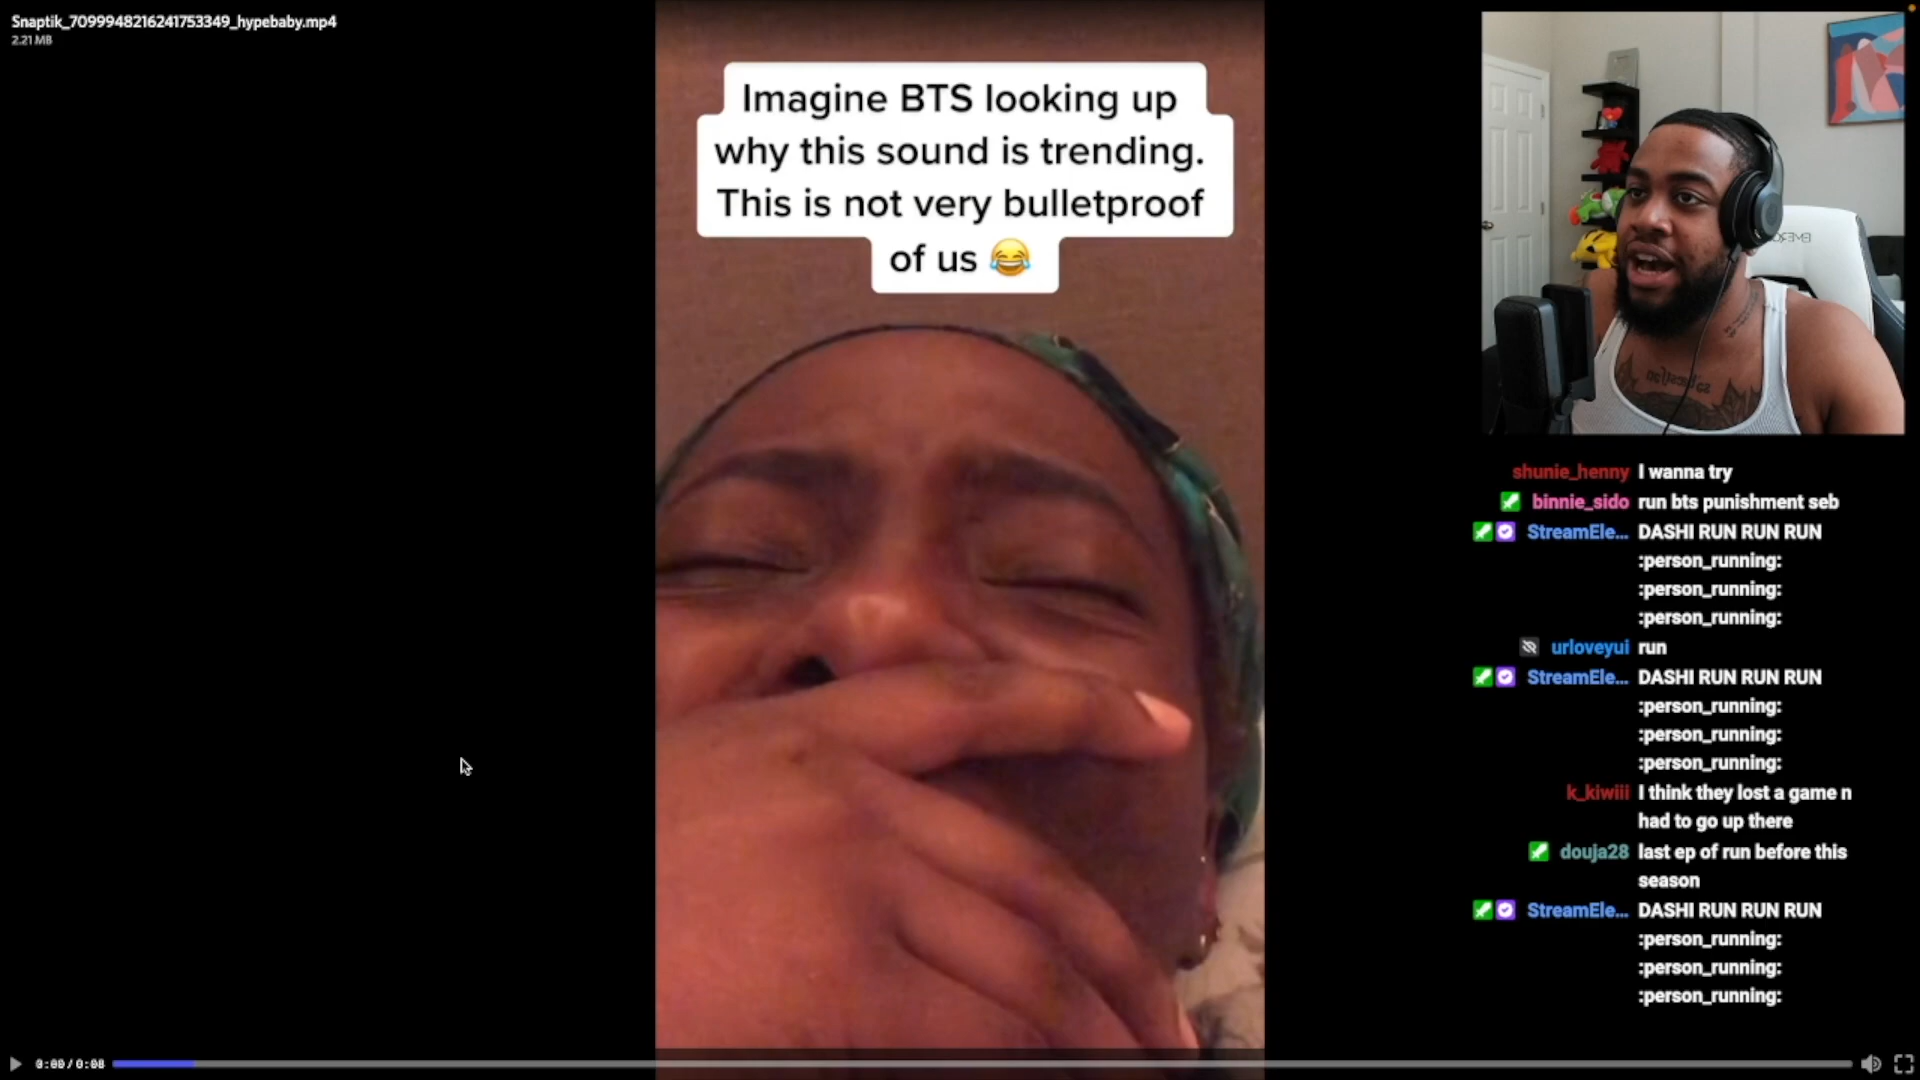 Snaptik_7099948216241753349_hypebaby.mp4
2.21 MB
Imagine BTS looking up
why this sound is trending.
This is not very bulletproof
of us 😂
shunie_henny I wanna try
binnie_sido run bts punishment seb
StreamEle... DASHI RUN RUN RUN
:person_running:
:person_running:
:person_running:
urloveyui run
StreamEle... DASHI RUN RUN RUN
:person_running:
:person_running:
:person_running:
k_kiwiii I think they lost a game n
had to go up there
douja28 last ep of run before this
season
StreamEle... DASHI RUN RUN RUN
:person_running:
:person_running:
:person_running:
0:00 / 0:08